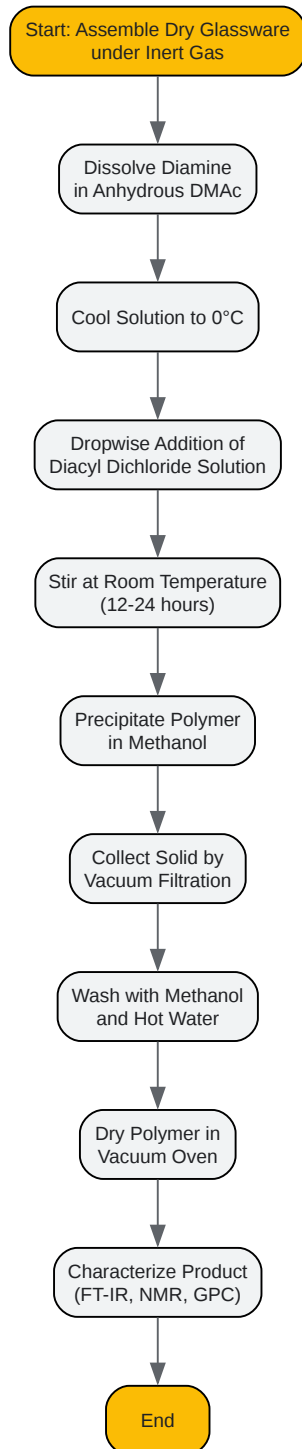 Start: Assemble Dry Glassware
under Inert Gas
Dissolve Diamine
in Anhydrous DMAc
Cool Solution to 0°C
Dropwise Addition of
Diacyl Dichloride Solution
Stir at Room Temperature
(12-24 hours)
Precipitate Polymer
in Methanol
Collect Solid by
Vacuum Filtration
Wash with Methanol
and Hot Water
Dry Polymer in
Vacuum Oven
Characterize Product
(FT-IR, NMR, GPC)
End